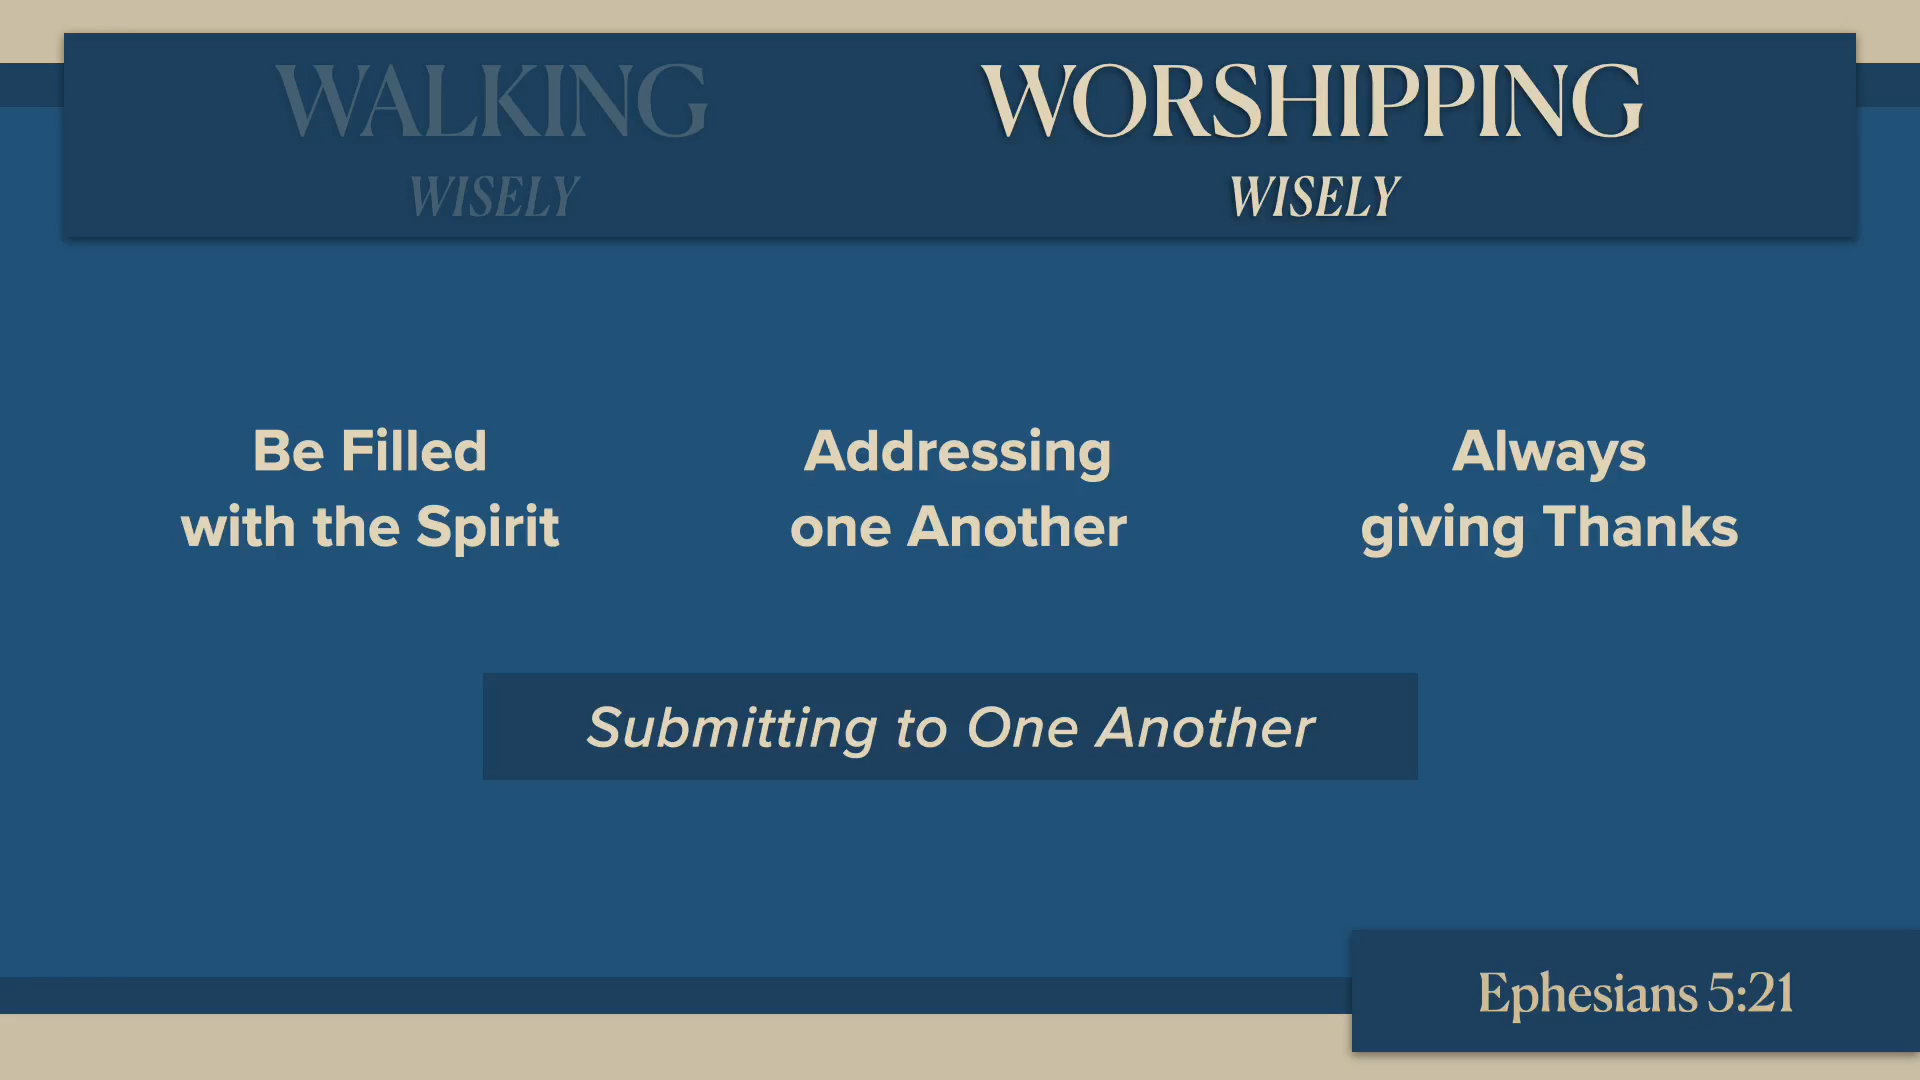 WALKING
WISELY
WORSHIPPING
WISELY
Be Filled
with the Spirit
Addressing
one Another
Always
giving Thanks
Submitting to One Another
Ephesians 5:21